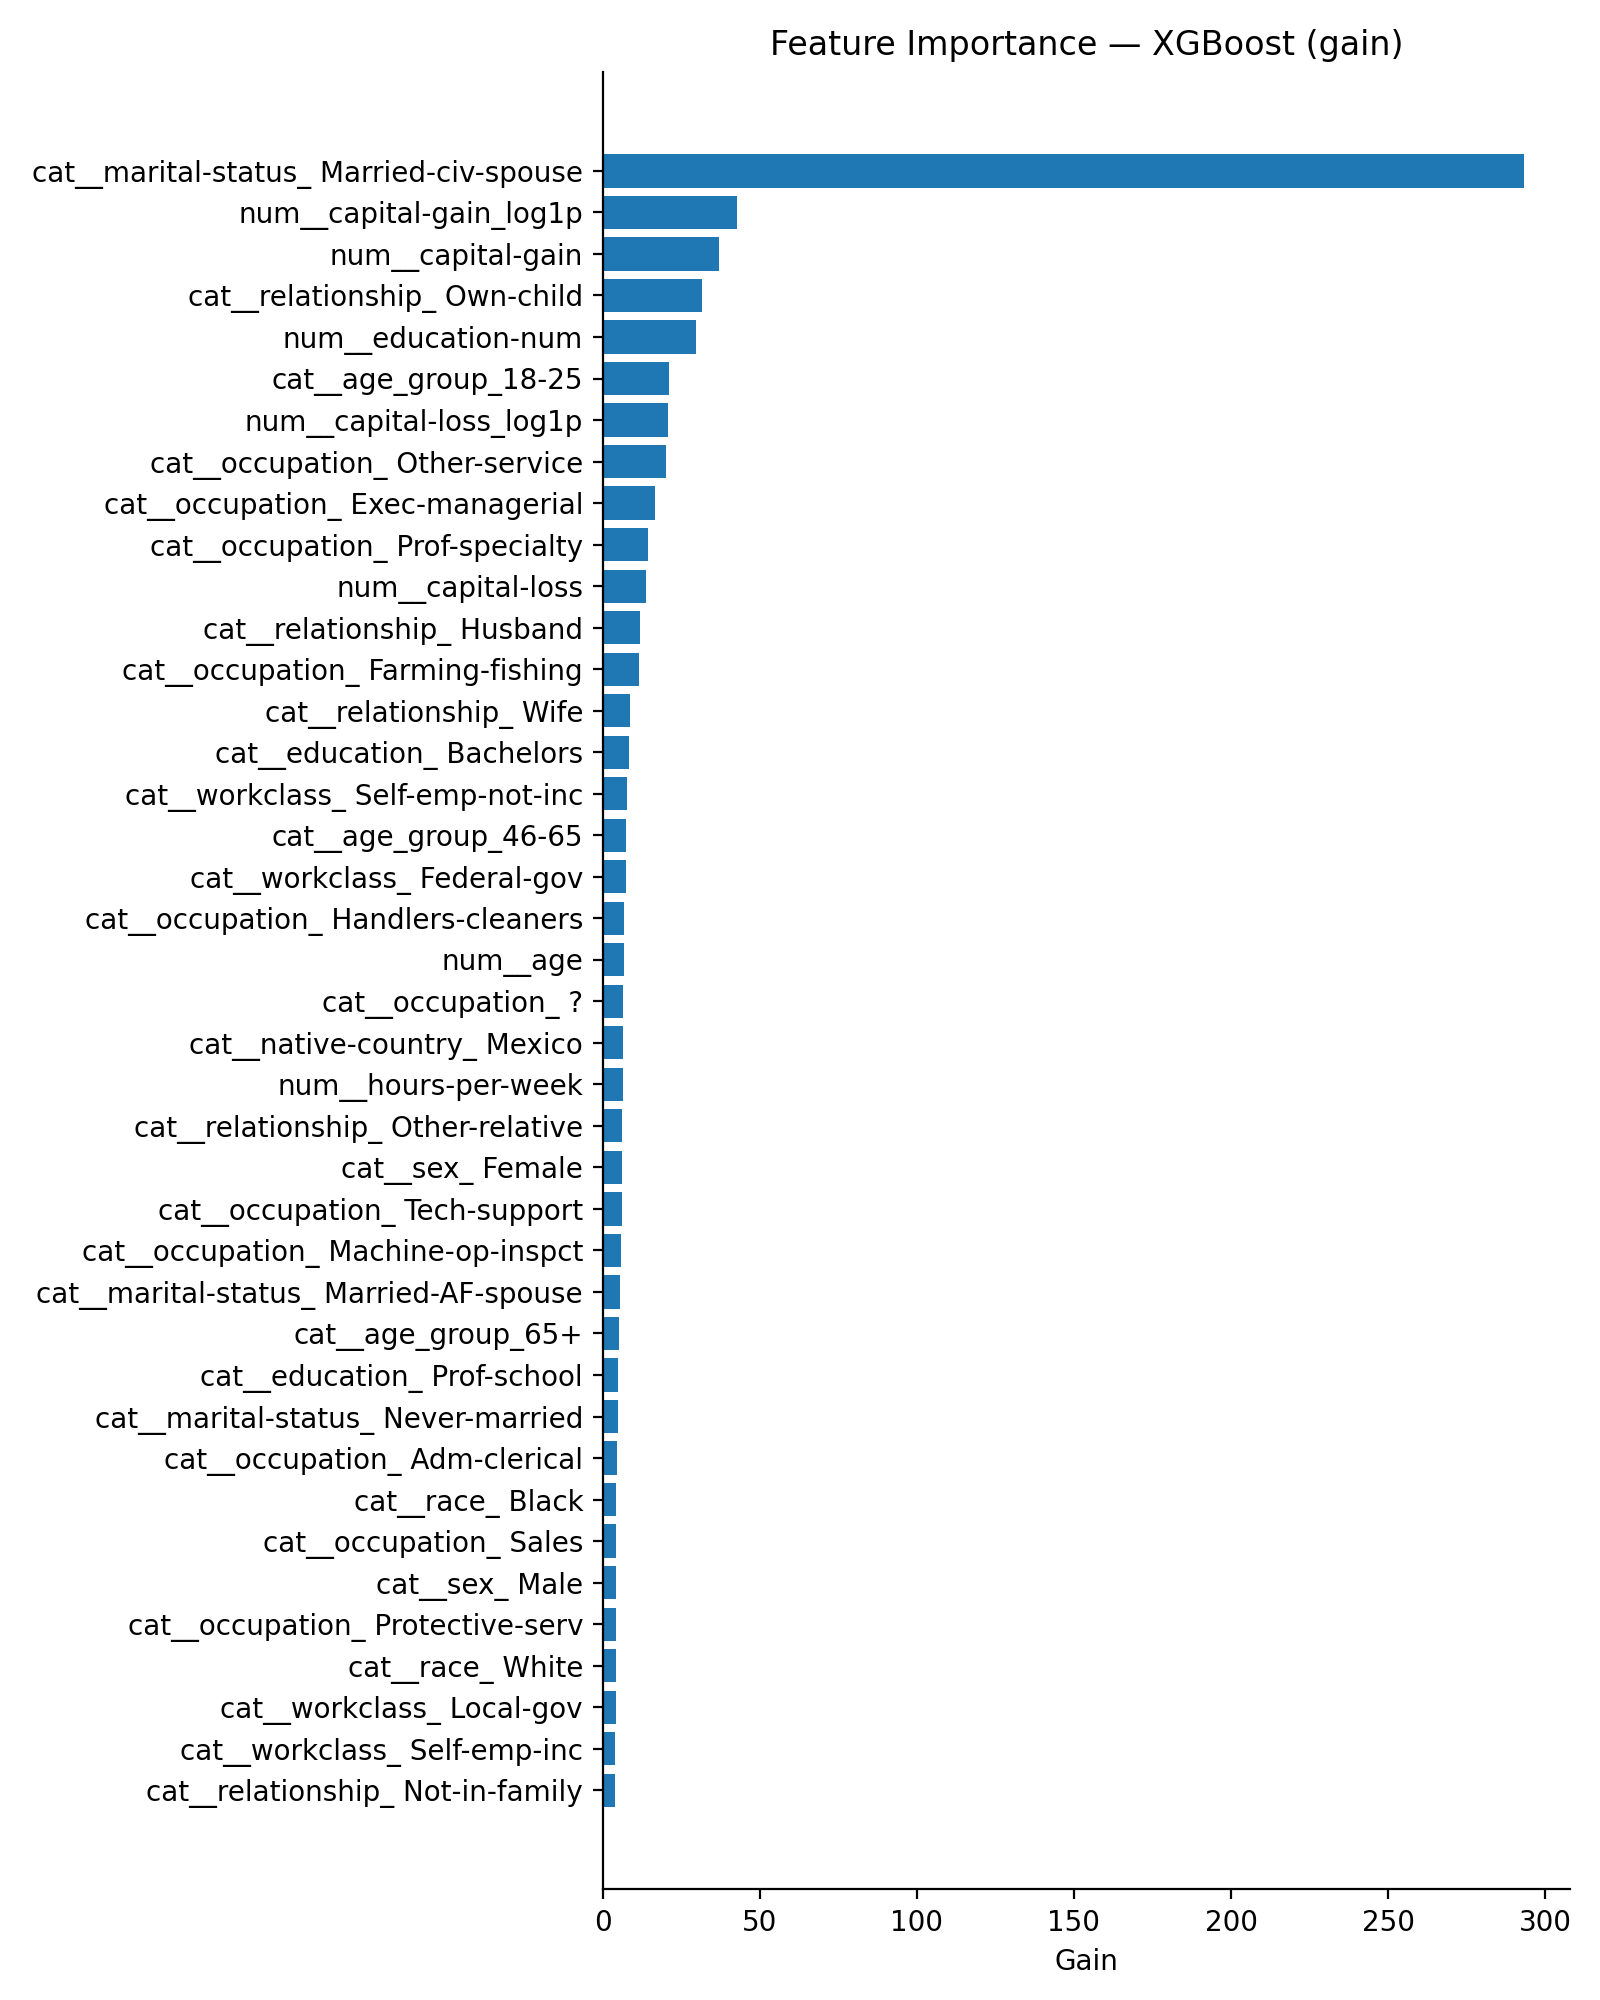 Feature Importance — XGBoost (gain)
cat__marital-status_ Married-civ-spouse
num__capital-gain_log1p
num__capital-gain
cat__relationship_ Own-child
num__education-num
cat__age_group_18-25
num__capital-loss_log1p
cat__occupation_ Other-service
cat__occupation_ Exec-managerial
cat__occupation_ Prof-specialty
num__capital-loss
cat__relationship_ Husband
cat__occupation_ Farming-fishing
cat__relationship_ Wife
cat__education_ Bachelors
cat__workclass_ Self-emp-not-inc
cat__age_group_46-65
cat__workclass_ Federal-gov
cat__occupation_ Handlers-cleaners
num__age
cat__occupation_ ?
cat__native-country_ Mexico
num__hours-per-week
cat__relationship_ Other-relative
cat__sex_ Female
cat__occupation_ Tech-support
cat__occupation_ Machine-op-inspct
cat__marital-status_ Married-AF-spouse
cat__age_group_65+
cat__education_ Prof-school
cat__marital-status_ Never-married
cat__occupation_ Adm-clerical
cat__race_ Black
cat__occupation_ Sales
cat__sex_ Male
cat__occupation_ Protective-serv
cat__race_ White
cat__workclass_ Local-gov
cat__workclass_ Self-emp-inc
cat__relationship_ Not-in-family
0 50 100 150 200 250 300
Gain